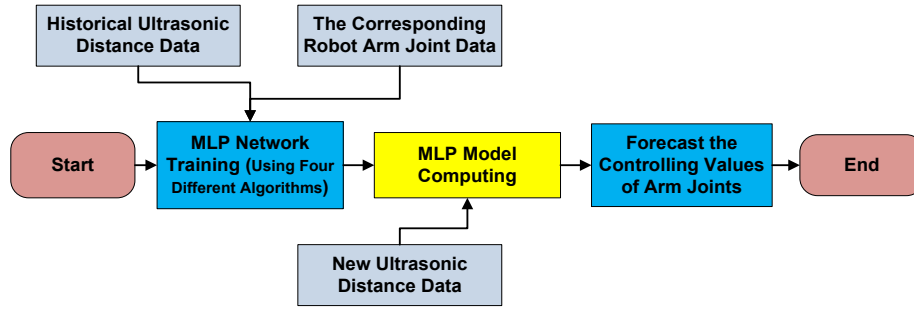 Historical Ultrasonic
Distance Data
The Corresponding
Robot Arm Joint Data
Start
MLP Network
Training (Using Four
Different Algorithms)
MLP Model
Computing
Forecast the
Controlling Values
of Arm Joints
End
New Ultrasonic
Distance Data